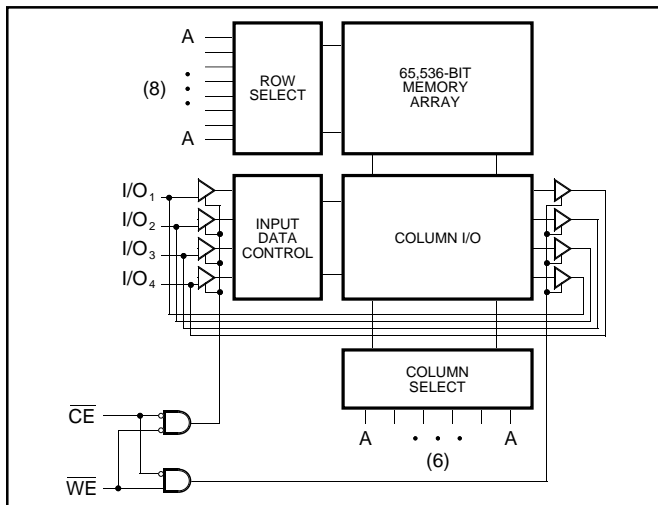 A
(8)
A
ROW
SELECT
65,536-BIT
MEMORY
ARRAY
I/O1
I/O2
I/O3
I/O4
INPUT
DATA
CONTROL
COLUMN I/O
COLUMN
SELECT
A • • • A
(6)
CE
WE